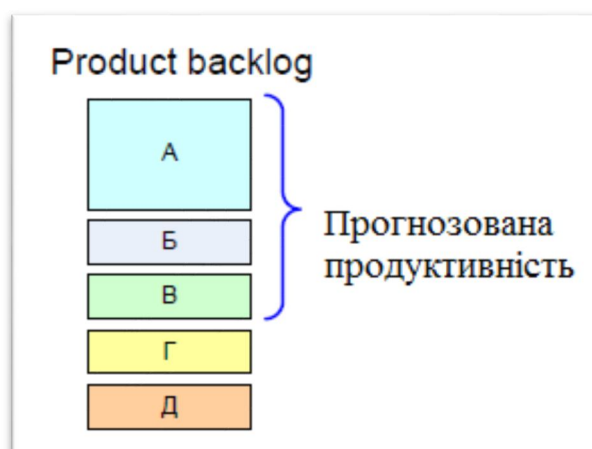 Product backlog
А
Б
В
Г
Д
Прогнозована
продуктивність